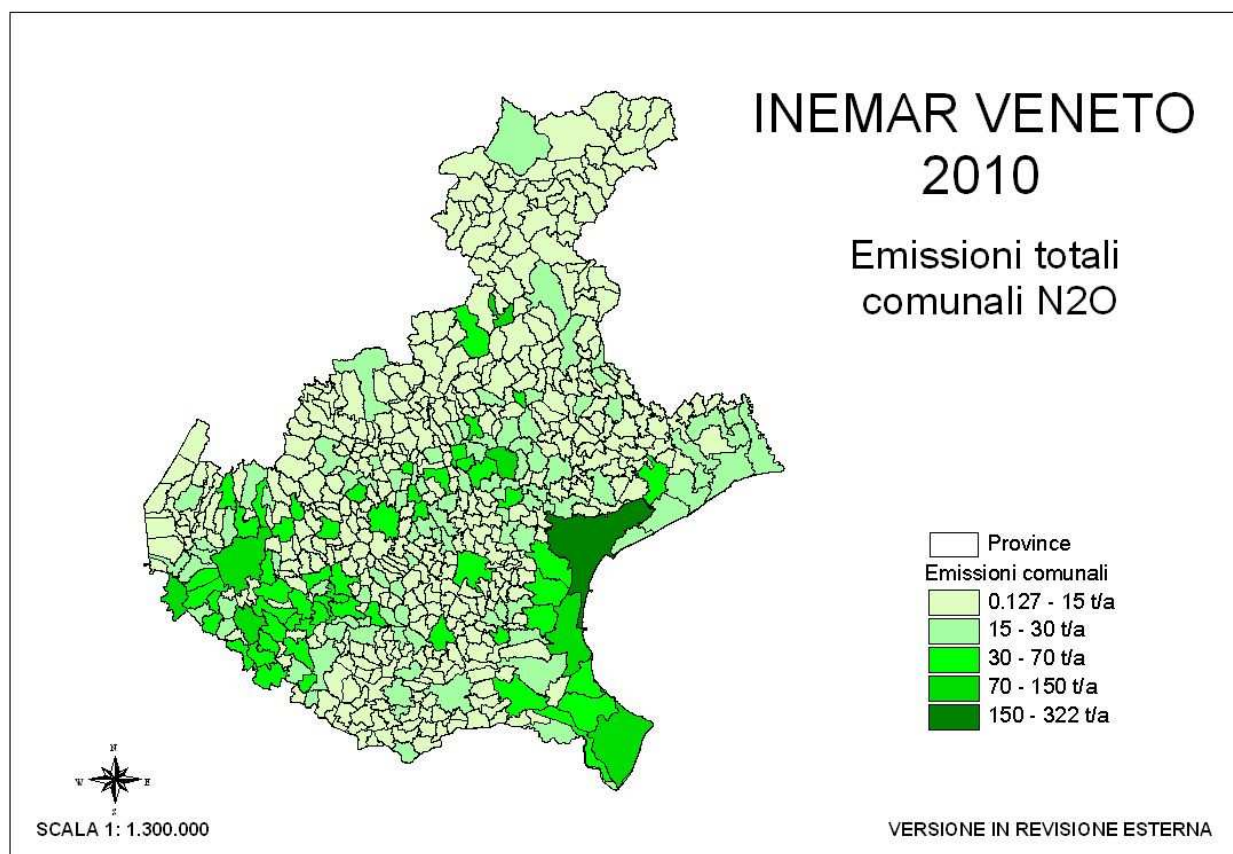 INEMAR VENETO
2010
Emissioni totali
comunali N2O
Province
Emissioni comunali
0.127 - 15 t/a
15 - 30 t/a
30 - 70 t/a
70 - 150 t/a
150 - 322 t/a
N
W E
S
SCALA 1: 1.300.000
VERSIONE IN REVISIONE ESTERNA